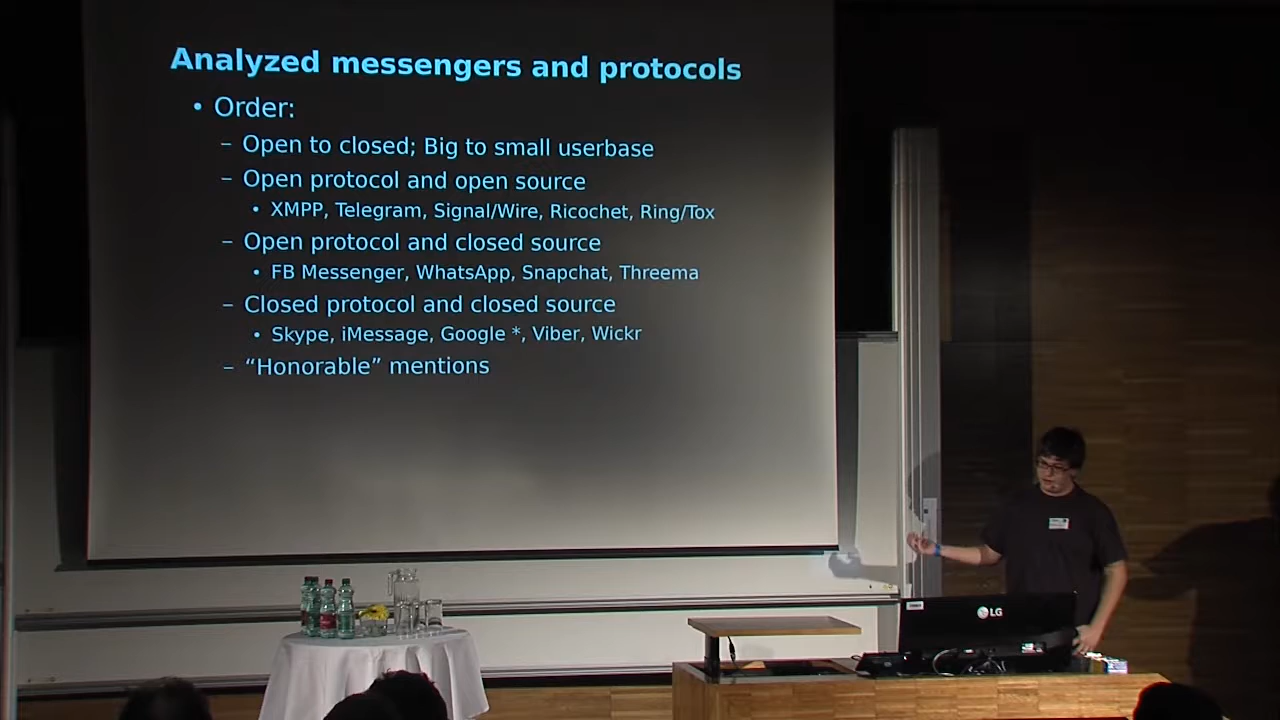 Analyzed messengers and protocols
• Order:
– Open to closed; Big to small userbase
– Open protocol and open source
• XMPP, Telegram, Signal/Wire, Ricochet, Ring/Tox
– Open protocol and closed source
• FB Messenger, WhatsApp, Snapchat, Threema
– Closed protocol and closed source
• Skype, iMessage, Google *, Viber, Wickr
– “Honorable” mentions
LG